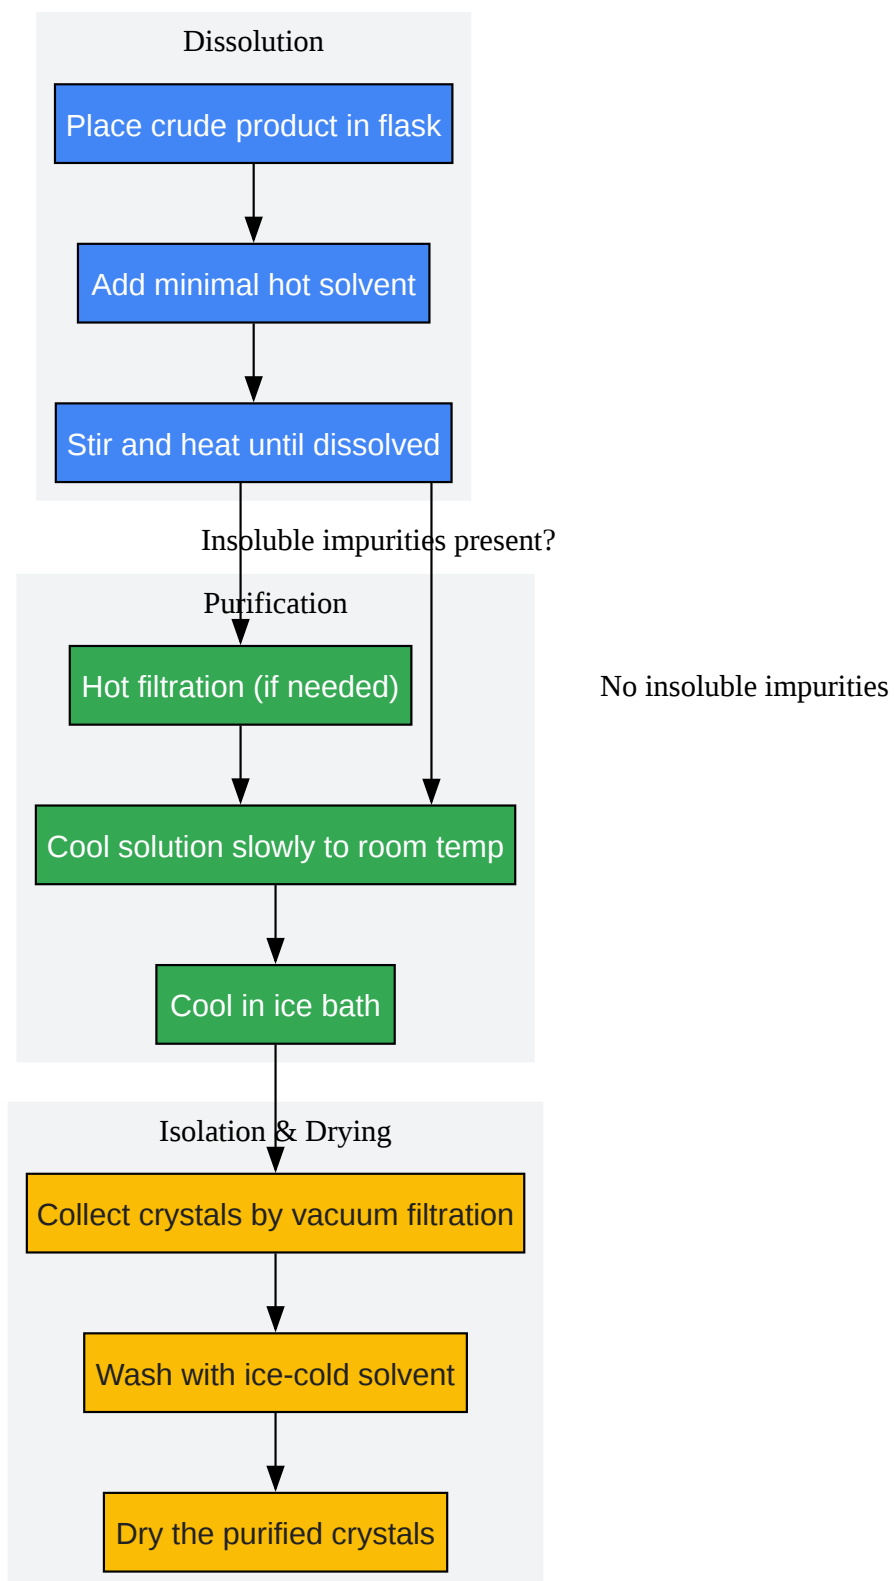 Dissolution
Place crude product in flask
Add minimal hot solvent
Stir and heat until dissolved
Insoluble impurities present?
Purification
Hot filtration (if needed)
No insoluble impurities
Cool solution slowly to room temp
Cool in ice bath
Isolation & Drying
Collect crystals by vacuum filtration
Wash with ice-cold solvent
Dry the purified crystals